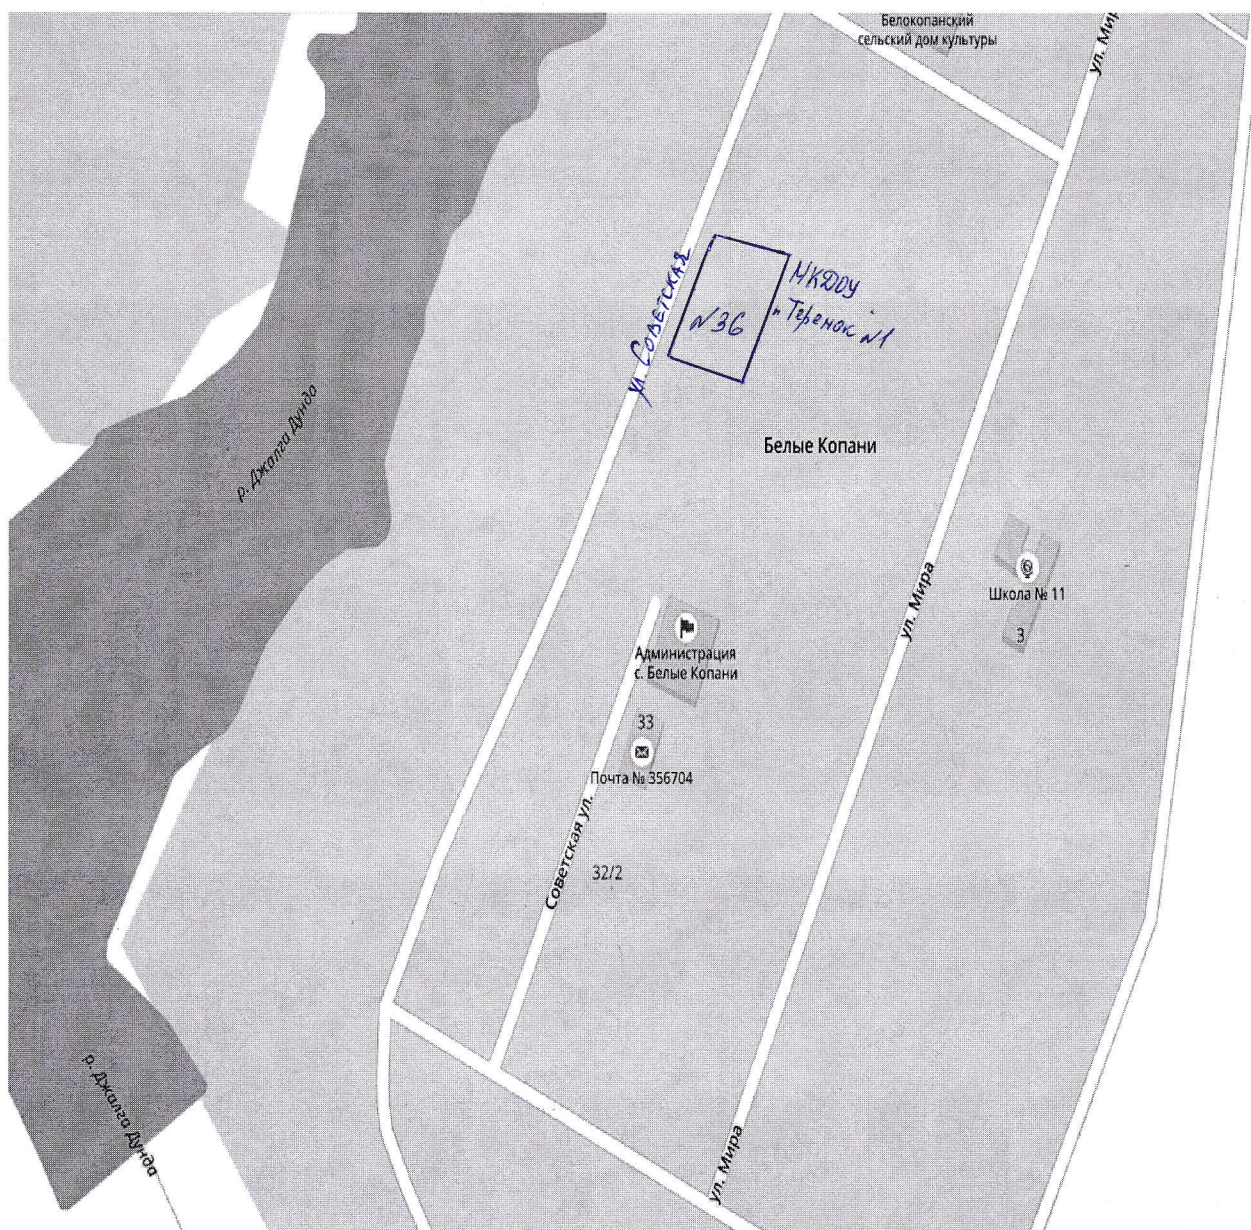 Белокопанский
сельский дом культуры
ул. Мир
ул. Советская
№36
МКДОУ
"Теремок №1
р. Джалга Дундо
Белые Копани
ул. Мира
Школа № 11
3
Администрация
с. Белые Копани
33
Почта № 356704
Советская ул.
32/2
р. Джалга Дундо
ул. Мира